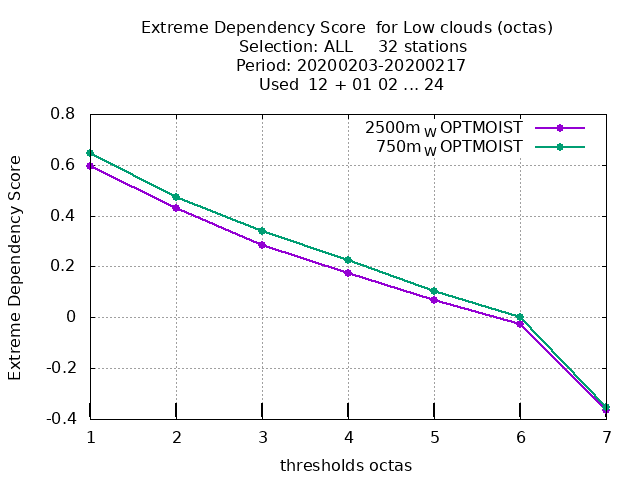 Extreme Dependency Score  for Low clouds (octas)
Selection: ALL     32 stations
Period: 20200203-20200217
Used  12 + 01 02 ... 24
2500m W OPTMOIST
750m W OPTMOIST
Extreme Dependency Score
0.8
0.6
0.4
0.2
0
-0.2
-0.4
1 2 3 4 5 6 7
thresholds octas